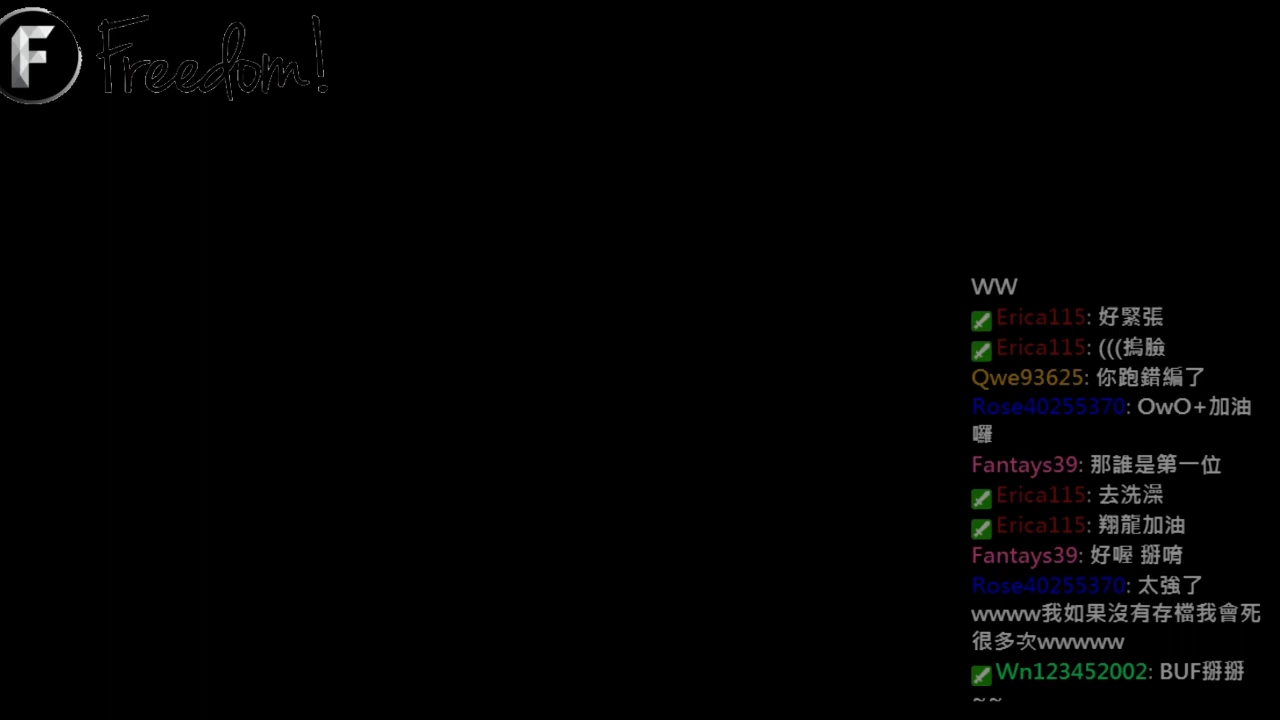 F Freedom!
WW
Erica115: 好緊張
Erica115: (((摀臉
Qwe93625: 你跑錯編了
Rose40255370: OwO+加油
囉
Fantays39: 那誰是第一位
Erica115: 去洗澡
Erica115: 翔龍加油
Fantays39: 好喔 掰唷
Rose40255370: 太強了
wwww我如果沒有存檔我會死
很多次wwwww
Wn123452002: BUF掰掰
~~